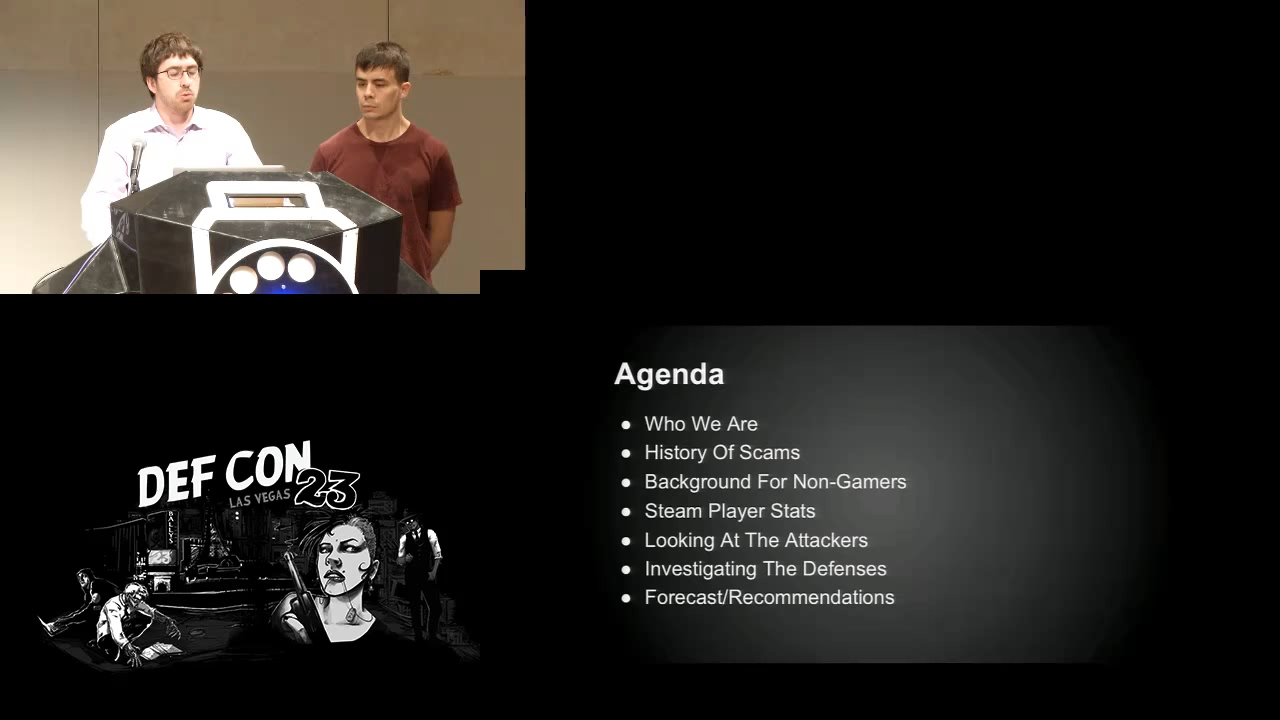 Agenda
● Who We Are
● History Of Scams
● Background For Non-Gamers
● Steam Player Stats
● Looking At The Attackers
● Investigating The Defenses
● Forecast/Recommendations
DEF CON
LAS VEGAS 23
BALLY'S